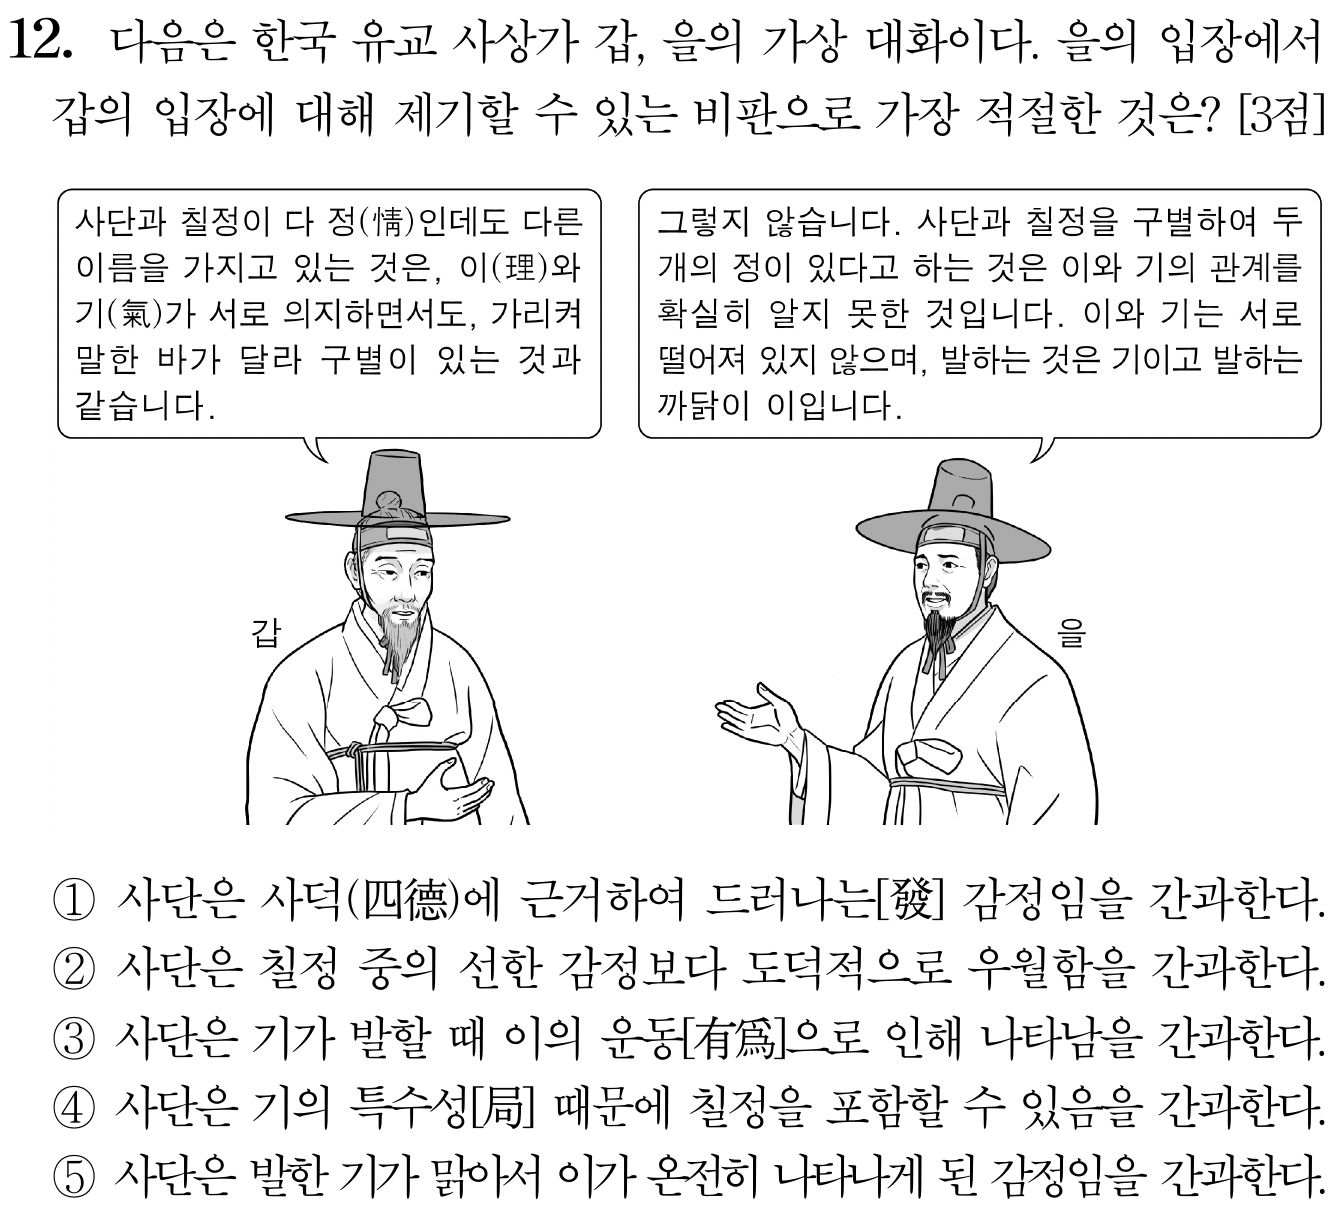 12. 다음은 한국 유교 사상가 갑, 을의 가상 대화이다. 을의 입장에서
갑의 입장에 대해 제기할 수 있는 비판으로 가장 적절한 것은? [3점]
사단과 칠정이 다 정(情)인데도 다른
이름을 가지고 있는 것은, 이(理)와
기(氣)가 서로 의지하면서도, 가리켜
말한 바가 달라 구별이 있는 것과
같습니다.
그렇지 않습니다. 사단과 칠정을 구별하여 두
개의 정이 있다고 하는 것은 이와 기의 관계를
확실히 알지 못한 것입니다. 이와 기는 서로
떨어져 있지 않으며, 발하는 것은 기이고 발하는
까닭이 이입니다.
갑
을
① 사단은 사덕(四德)에 근거하여 드러나는[發] 감정임을 간과한다.
② 사단은 칠정 중의 선한 감정보다 도덕적으로 우월함을 간과한다.
③ 사단은 기가 발할 때 이의 운동[有爲]으로 인해 나타남을 간과한다.
④ 사단은 기의 특수성[局] 때문에 칠정을 포함할 수 있음을 간과한다.
⑤ 사단은 발한 기가 맑아서 이가 온전히 나타나게 된 감정임을 간과한다.